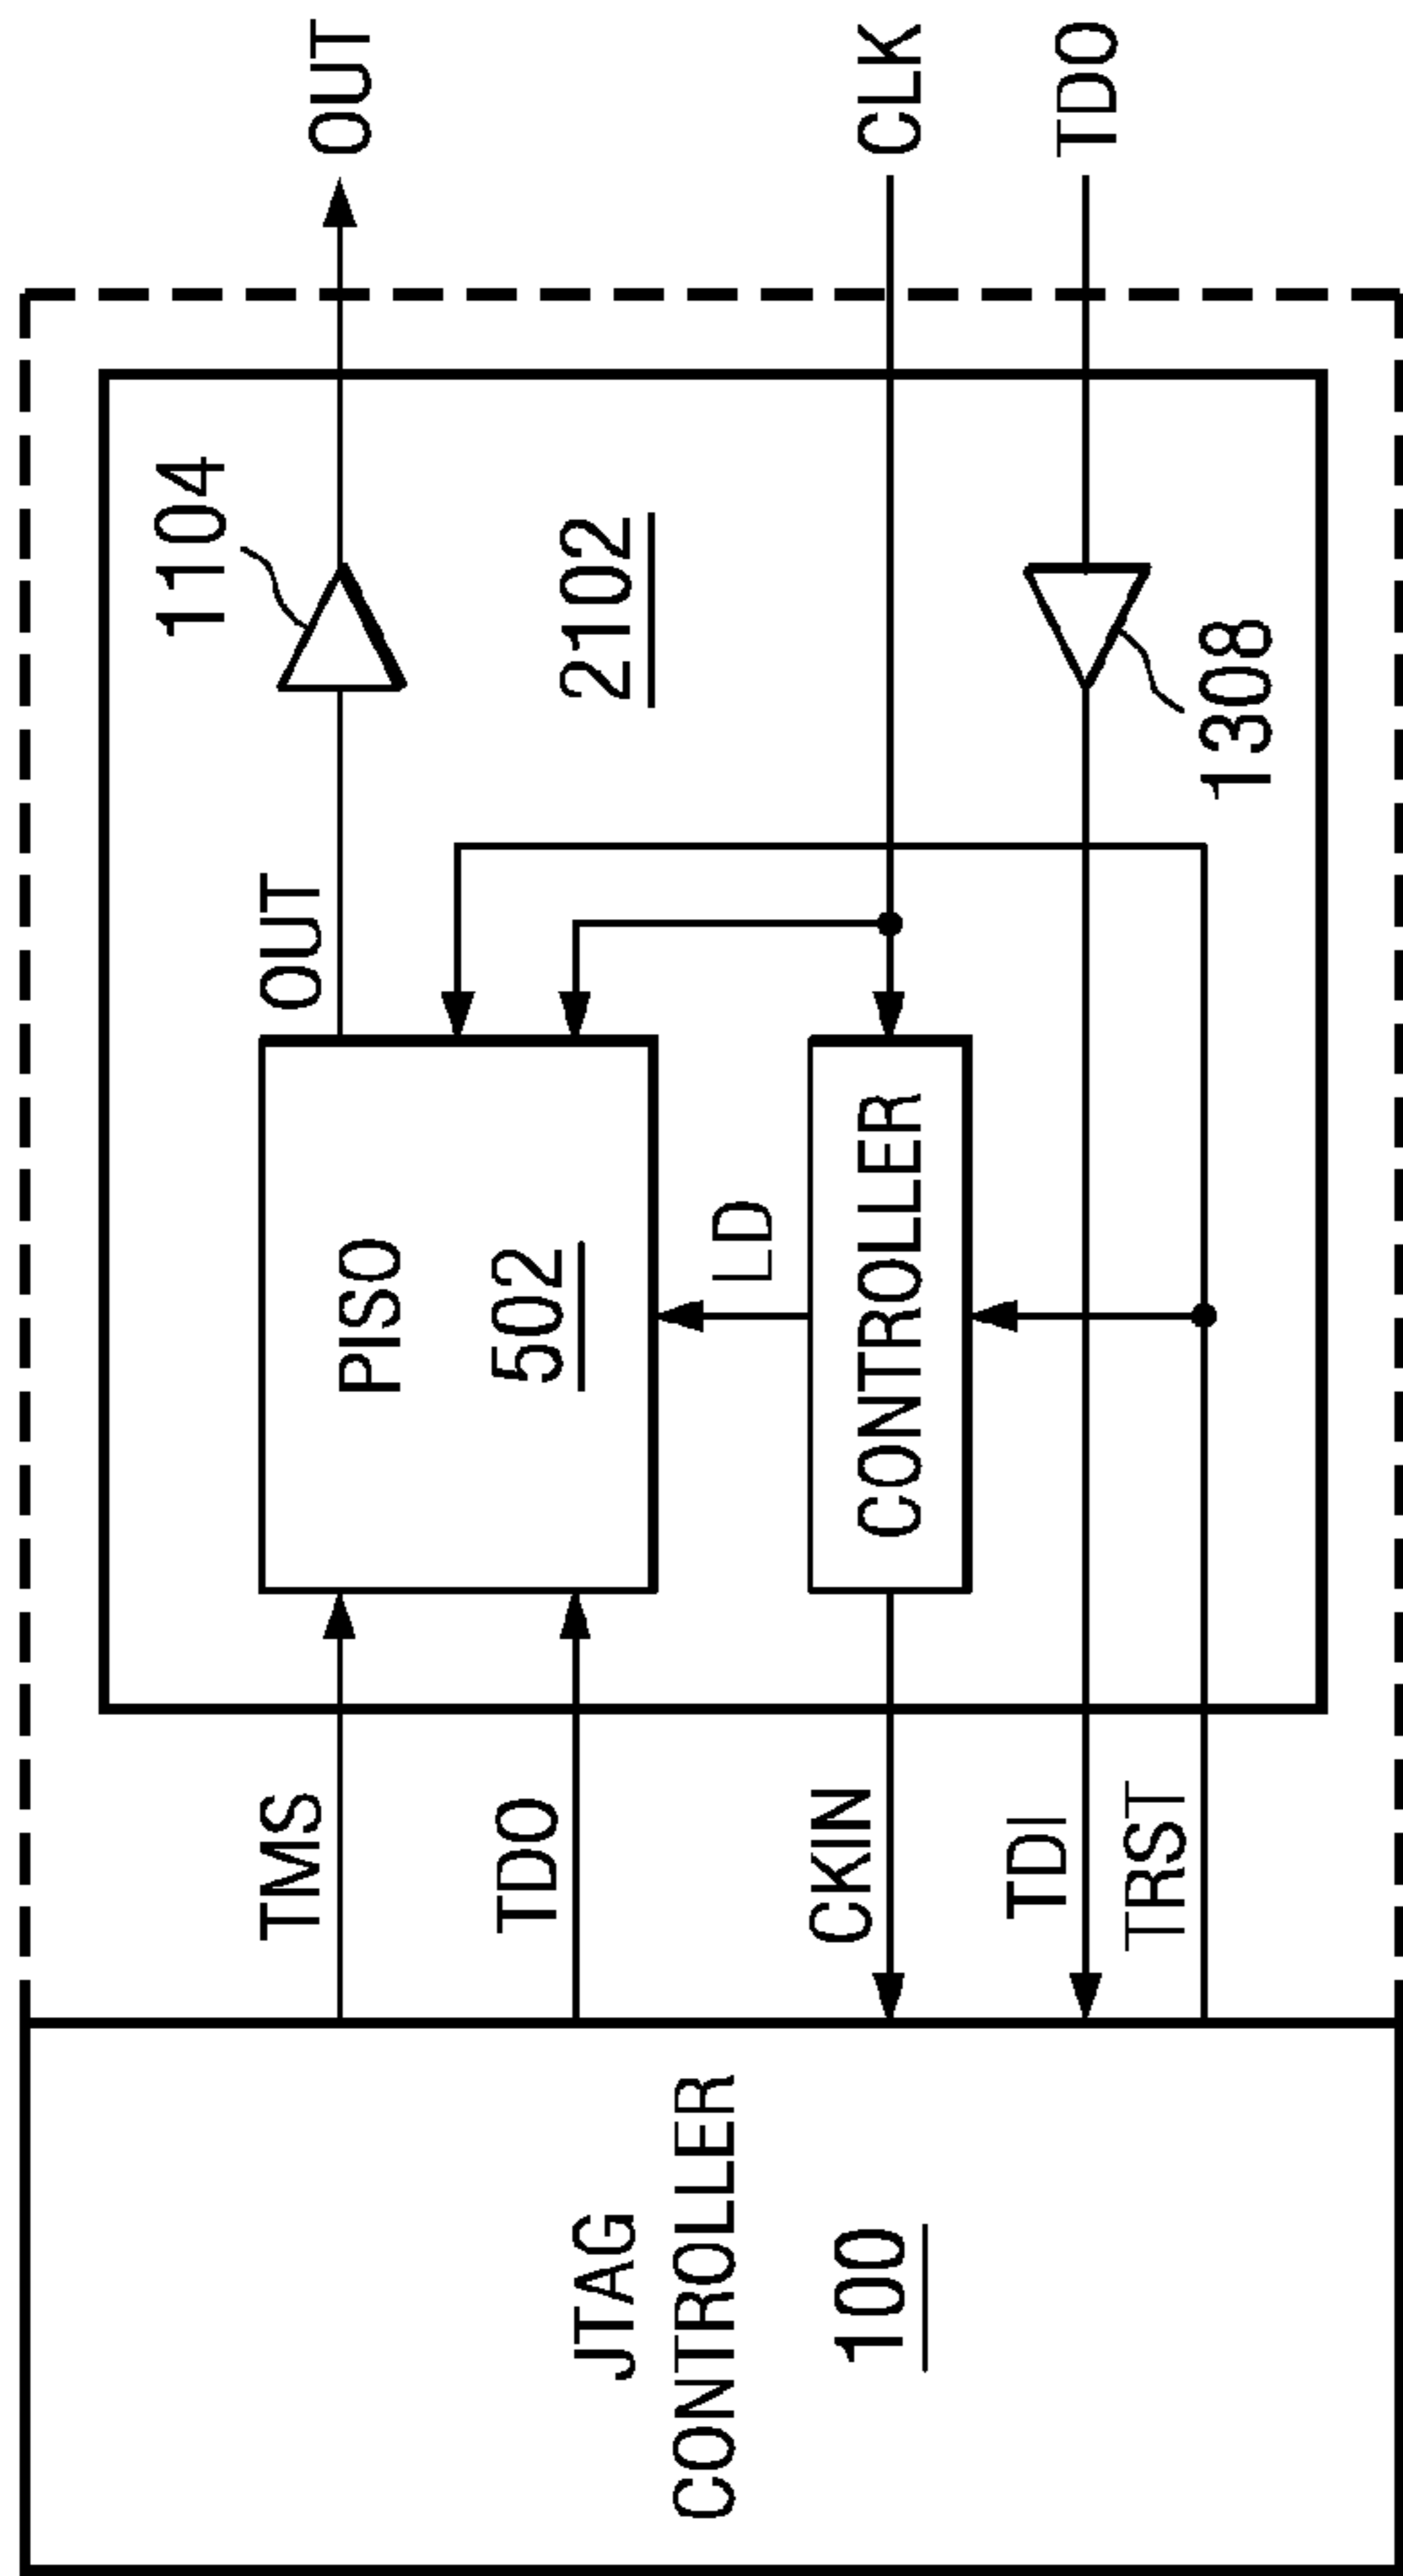 JTAG
CONTROLLER
100
TMS
TDO
CKIN
TDI
TRST
PISO
502
LD
CONTROLLER
OUT
1104
2102
1308
OUT
CLK
TDO